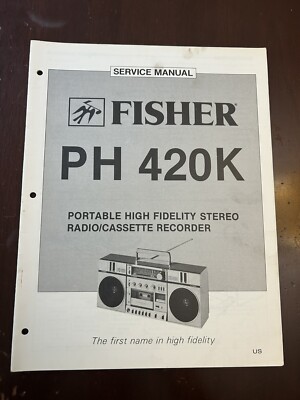 SERVICE MANUAL
FISHER
PH 420K
PORTABLE HIGH FIDELITY STEREO
RADIO/CASSETTE RECORDER
The first name in high fidelity
US